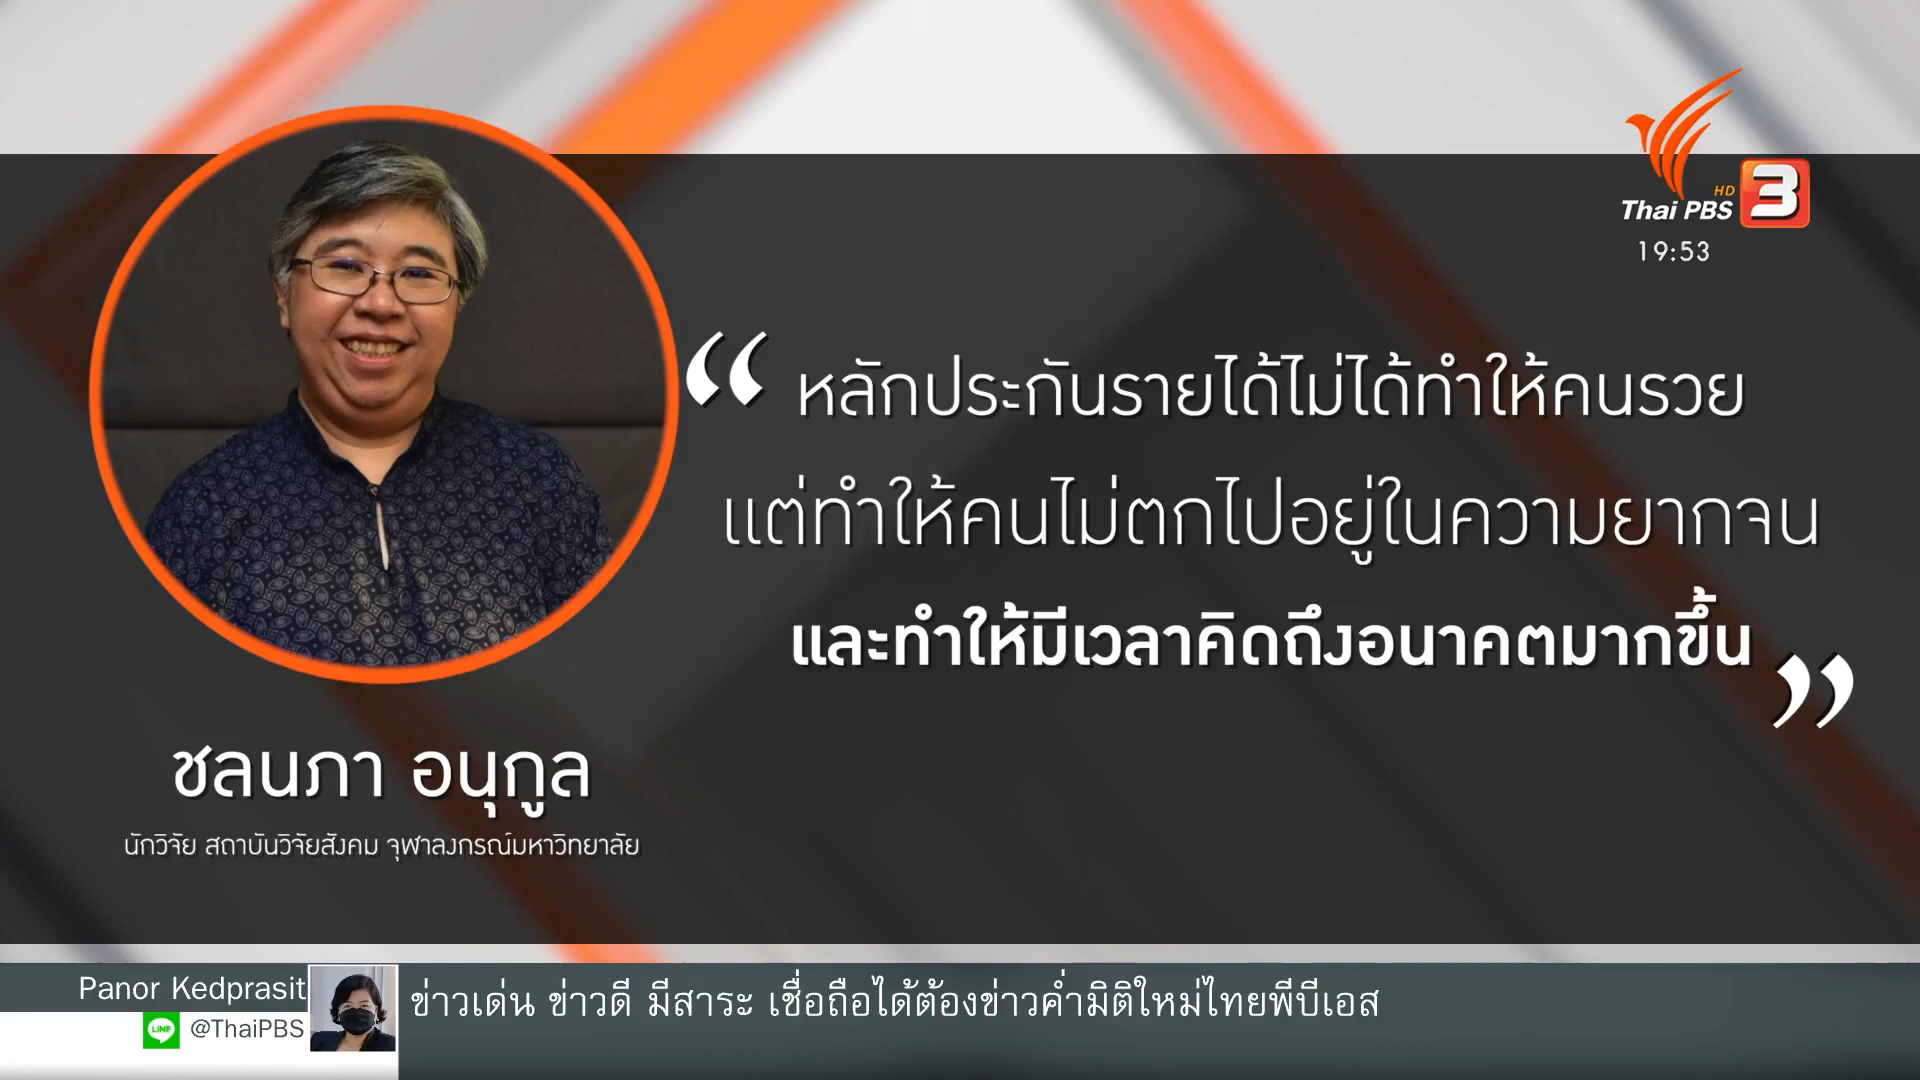 Thai PBS HD 3
19:53
“ หลักประกันรายได้ไม่ได้ทำให้คนรวย
แต่ทำให้คนไม่ตกไปอยู่ในความยากจน
และทำให้มีเวลาคิดถึงอนาคตมากขึ้น ”
ชลนภา อนุกูล
นักวิจัย สถาบันวิจัยสังคม จุฬาลงกรณ์มหาวิทยาลัย
Panor Kedprasit
LINE @ThaiPBS
ข่าวเด่น ข่าวดี มีสาระ เชื่อถือได้ต้องข่าวค่ำมิติใหม่ไทยพีบีเอส